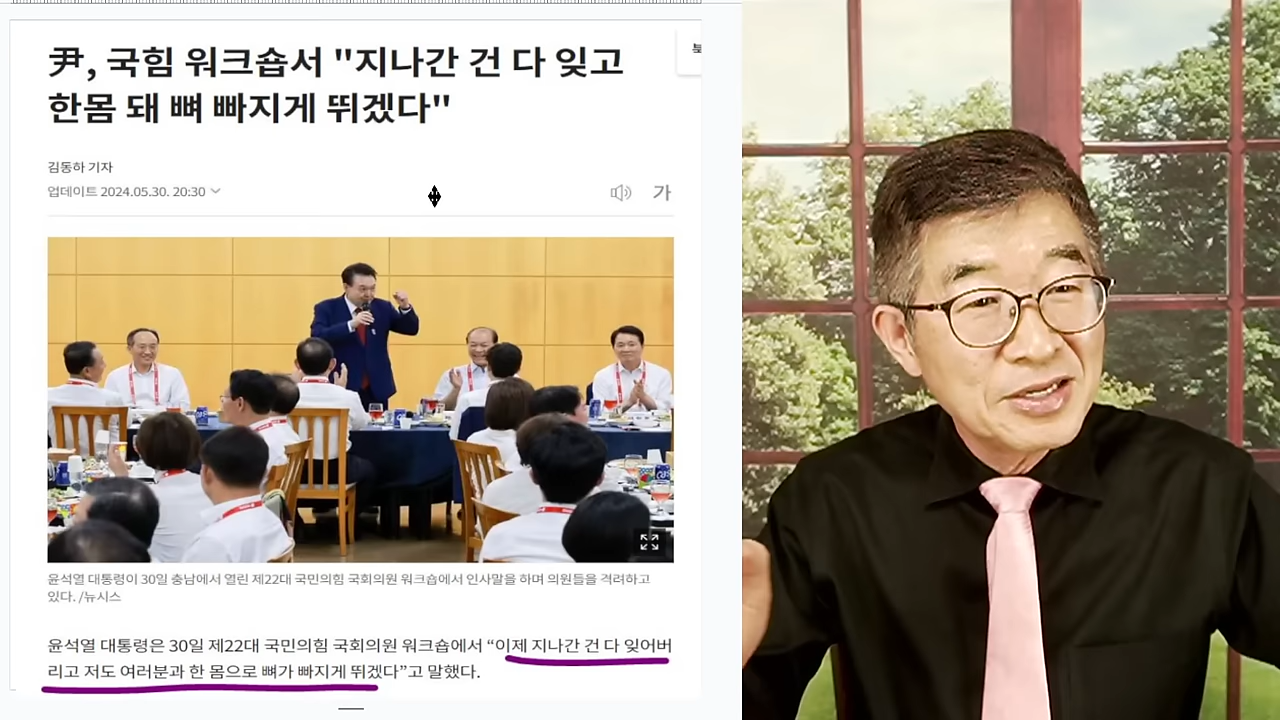 尹, 국힘 워크숍서 "지나간 건 다 잊고
한몸 돼 뼈 빠지게 뛰겠다"
김동하 기자
업데이트 2024.05.30. 20:30
가
윤석열 대통령이 30일 충남에서 열린 제22대 국민의힘 국회의원 워크숍에서 인사말을 하며 의원들을 격려하고
있다. /뉴시스
윤석열 대통령은 30일 제22대 국민의힘 국회의원 워크숍에서 “이제 지나간 건 다 잊어버
리고 저도 여러분과 한 몸으로 뼈가 빠지게 뛰겠다”고 말했다.